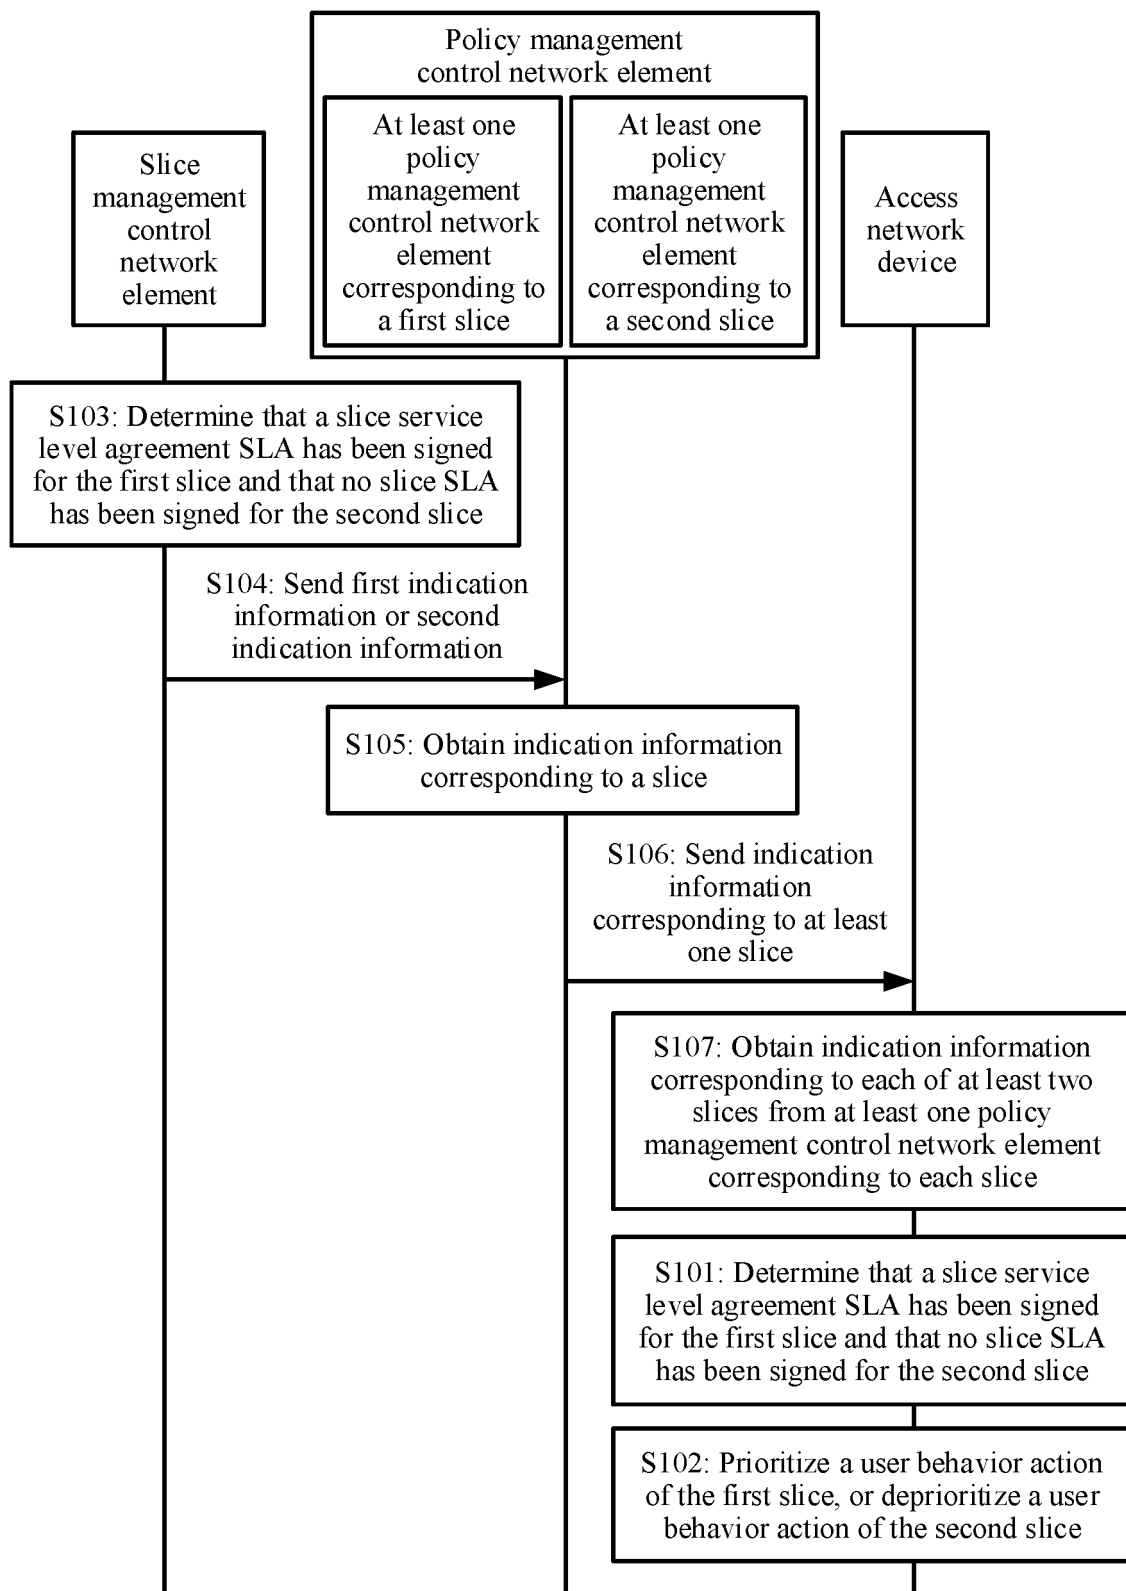 Policy management
control network element
Slice
management
control
network
element
At least one
policy
management
control network
element
corresponding to
a first slice
At least one
policy
management
control network
element
corresponding to
a second slice
Access
network
device
S103: Determine that a slice service
level agreement SLA has been signed
for the first slice and that no slice SLA
has been signed for the second slice
S104: Send first indication
information or second
indication information
S105: Obtain indication information
corresponding to a slice
S106: Send indication
information
corresponding to at least
one slice
S107: Obtain indication information
corresponding to each of at least two
slices from at least one policy
management control network element
corresponding to each slice
S101: Determine that a slice service
level agreement SLA has been signed
for the first slice and that no slice SLA
has been signed for the second slice
S102: Prioritize a user behavior action
of the first slice, or deprioritize a user
behavior action of the second slice